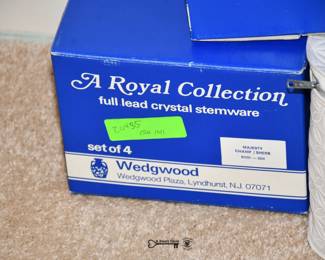 A Royal Collection
full lead crystal stemware
set of 4
MAJESTY
CHAMP / SHERB
Wedgwood
Wedgwood Plaza, Lyndhurst, N.J. 07071